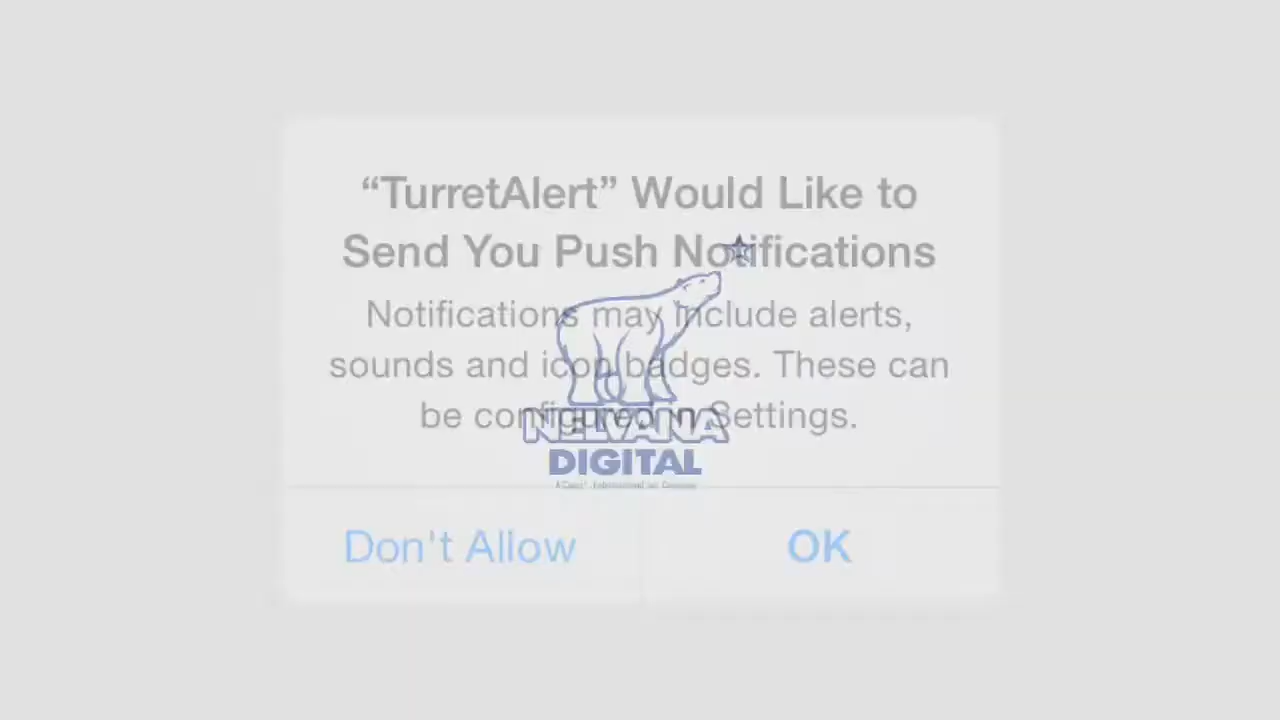 “TurretAlert” Would Like to
Send You Push Notifications
Notifications may include alerts,
sounds and icon badges. These can
be configured in Settings.
NELVANA
DIGITAL
Don't Allow
OK